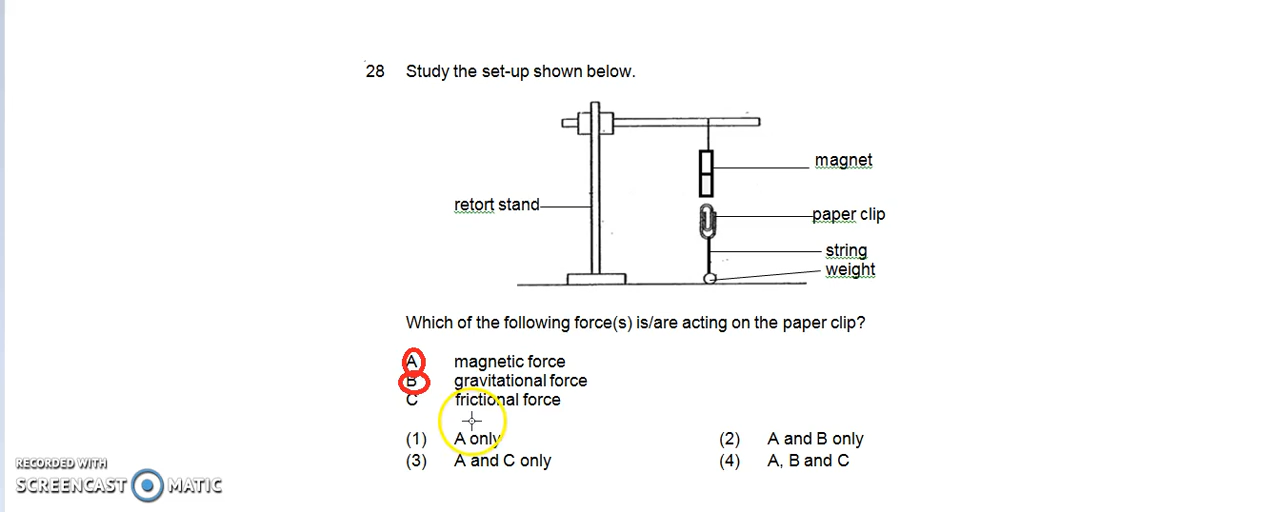 28 Study the set-up shown below.
magnet
retort stand
paper clip
string
weight
Which of the following force(s) is/are acting on the paper clip?
A magnetic force
B gravitational force
C frictional force
(1) A only (2) A and B only
(3) A and C only (4) A, B and C
RECORDED WITH
SCREENCAST MATIC